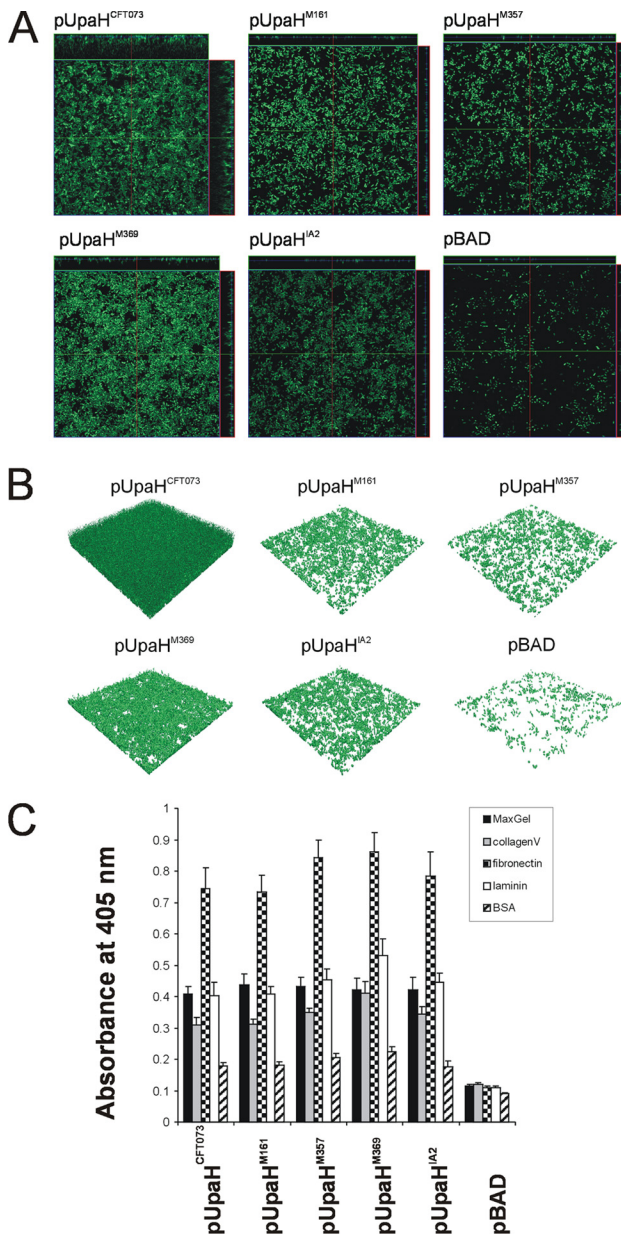 A
pUpaH^CFT073 pUpaH^M161 pUpaH^M357
pUpaH^M369 pUpaH^IA2 pBAD
B
pUpaH^CFT073 pUpaH^M161 pUpaH^M357
pUpaH^M369 pUpaH^IA2 pBAD
C
Absorbance at 405 nm
1
0.9
0.8
0.7
0.6
0.5
0.4
0.3
0.2
0.1
0
MaxGel
collagenV
fibronectin
laminin
BSA
pUpaH^CFT073
pUpaH^M161
pUpaH^M357
pUpaH^M369
pUpaH^IA2
pBAD